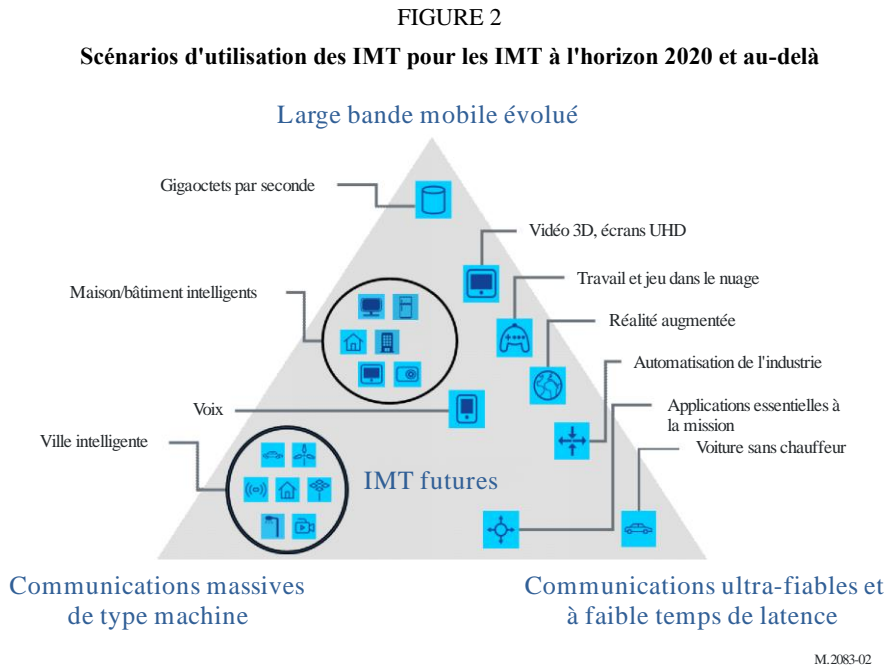 FIGURE 2
Scénarios d'utilisation des IMT pour les IMT à l'horizon 2020 et au-delà
Large bande mobile évolué
Gigaoctets par seconde
Vidéo 3D, écrans UHD
Travail et jeu dans le nuage
Maison/bâtiment intelligents
Réalité augmentée
Automatisation de l'industrie
Voix
Applications essentielles à
la mission
Ville intelligente
Voiture sans chauffeur
IMT futures
Communications massives
de type machine
Communications ultra-fiables et
à faible temps de latence
M.2083-02